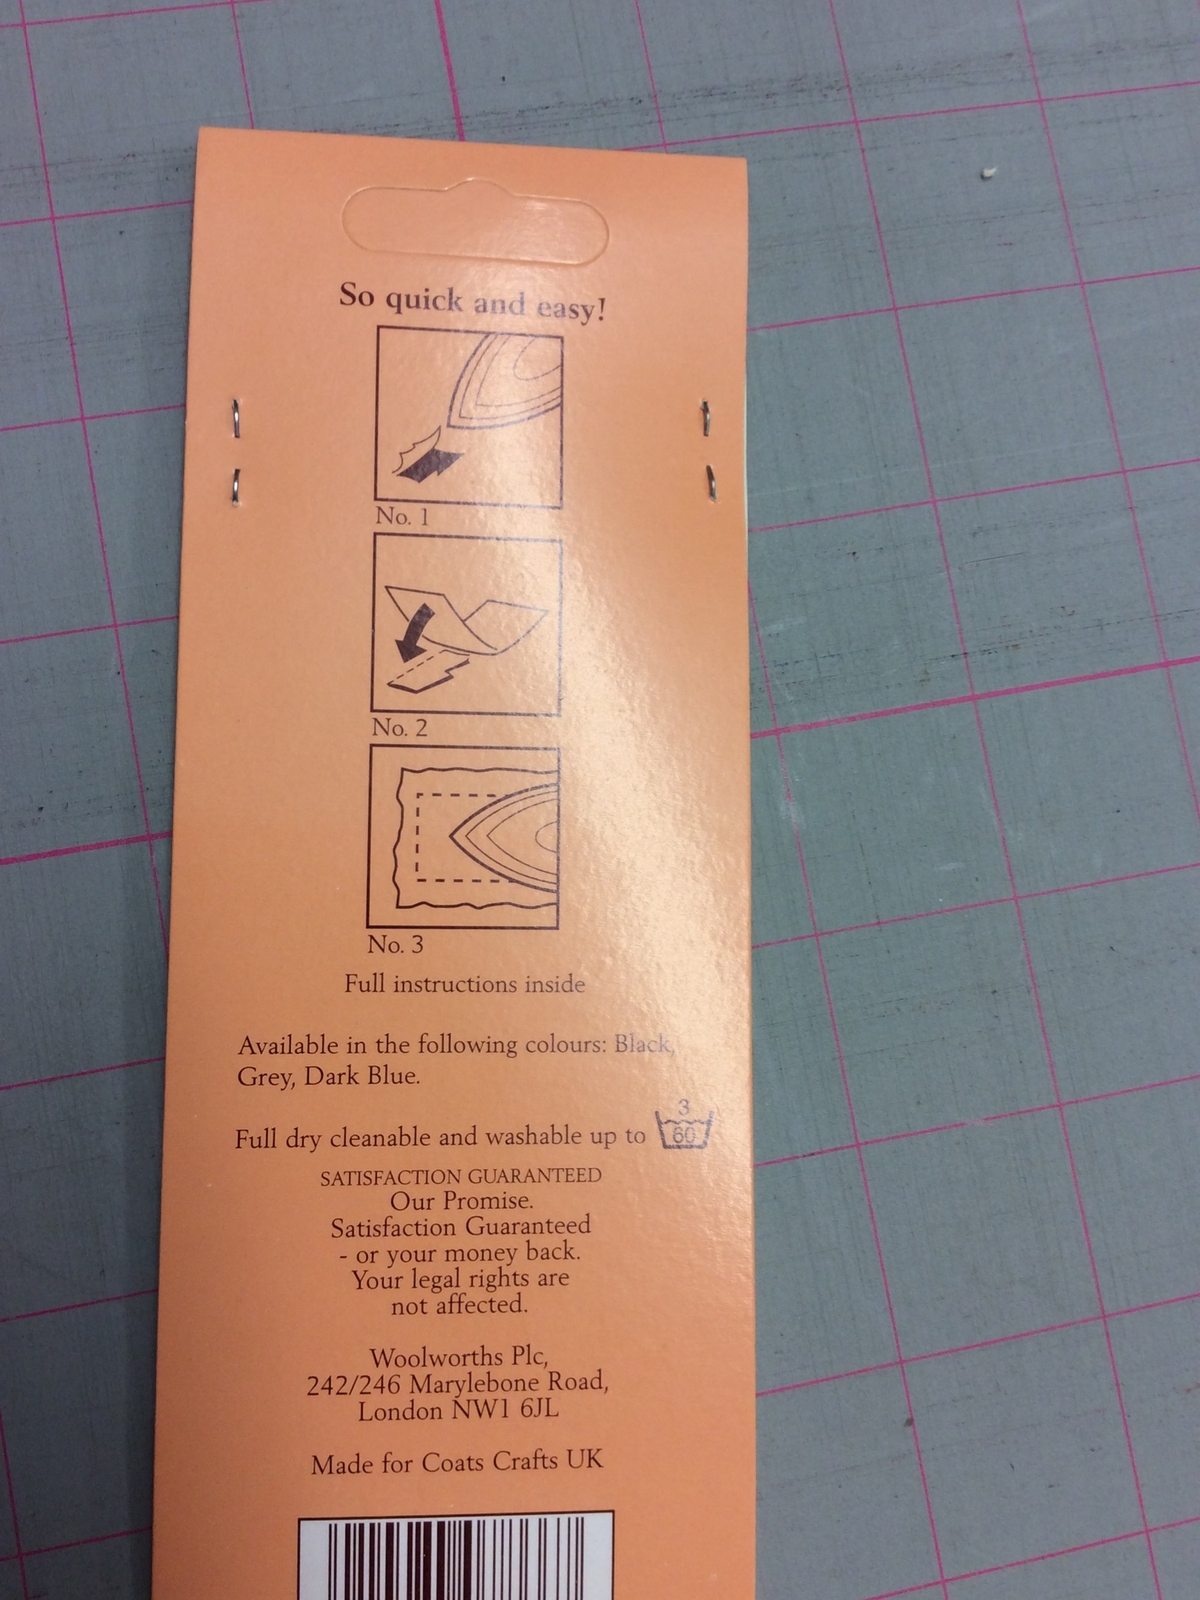 So quick and easy!
No. 1
No. 2
No. 3
Full instructions inside
Available in the following colours: Black,
Grey, Dark Blue.
3
Full dry cleanable and washable up to 60
SATISFACTION GUARANTEED
Our Promise.
Satisfaction Guaranteed
- or your money back.
Your legal rights are
not affected.
Woolworths Plc,
242/246 Marylebone Road,
London NW1 6JL
Made for Coats Crafts UK